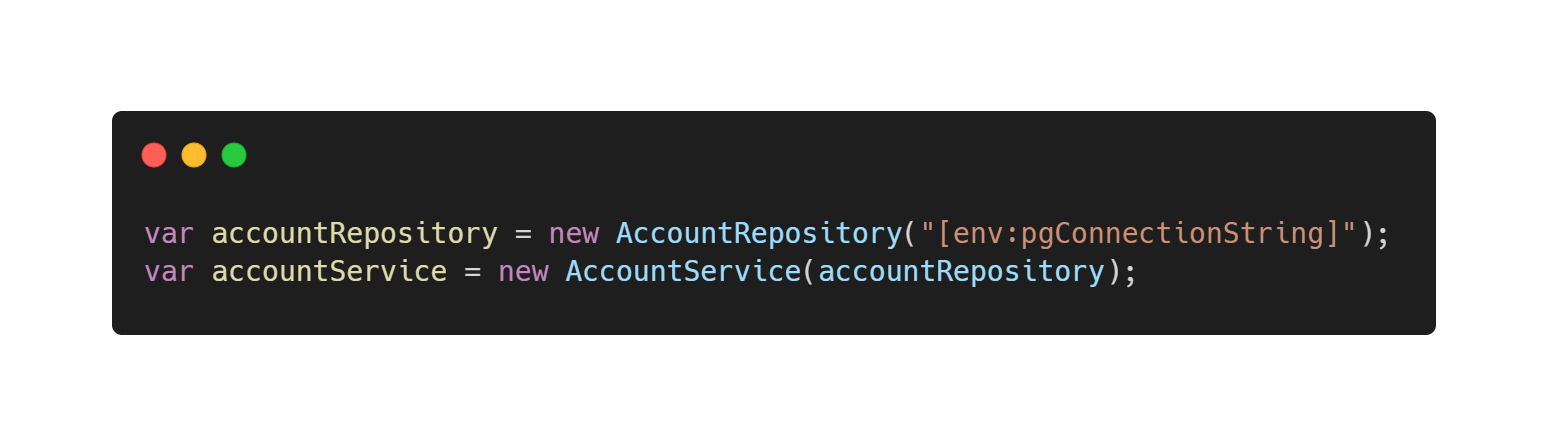 var accountRepository = new AccountRepository("[env:pgConnectionString]");
var accountService = new AccountService(accountRepository);